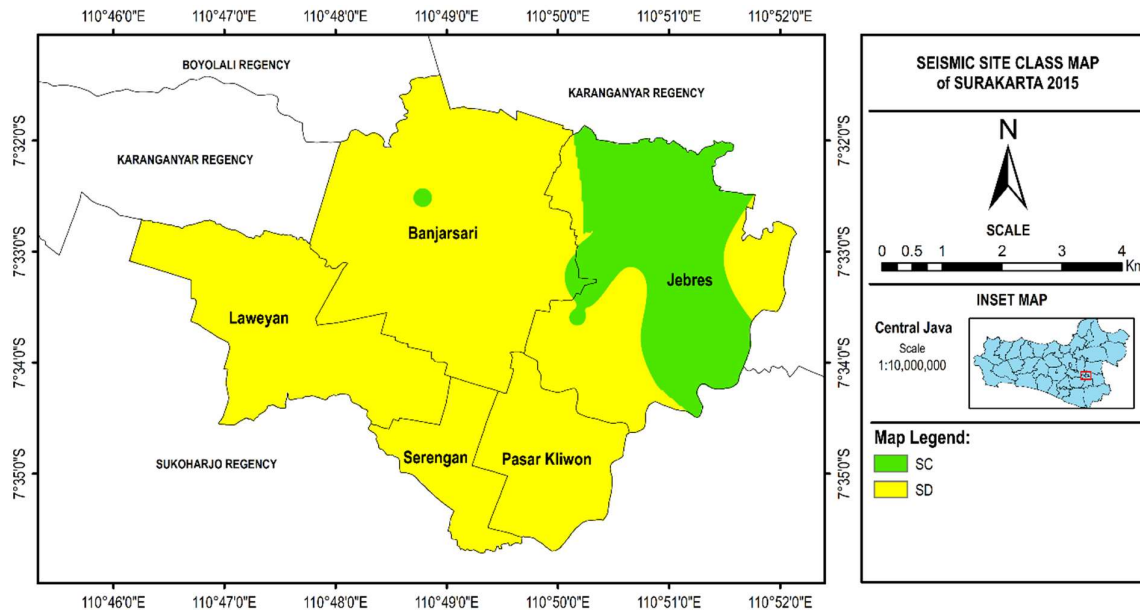 110°46'0"E 110°47'0"E 110°48'0"E 110°49'0"E 110°50'0"E 110°51'0"E 110°52'0"E
BOYOLALI REGENCY
KARANGANYAR REGENCY
7°32'0"S 7°32'0"S
KARANGANYAR REGENCY
Banjarsari
7°33'0"S 7°33'0"S
Jebres
Laweyan
7°34'0"S 7°34'0"S
Serengan
Pasar Kliwon
SUKOHARJO REGENCY
7°35'0"S 7°35'0"S
110°46'0"E 110°47'0"E 110°48'0"E 110°49'0"E 110°50'0"E 110°51'0"E 110°52'0"E
SEISMIC SITE CLASS MAP
of SURAKARTA 2015
N
SCALE
0 0.5 1 2 3 4
Km
INSET MAP
Central Java
Scale
1:10,000,000
Map Legend:
SC
SD